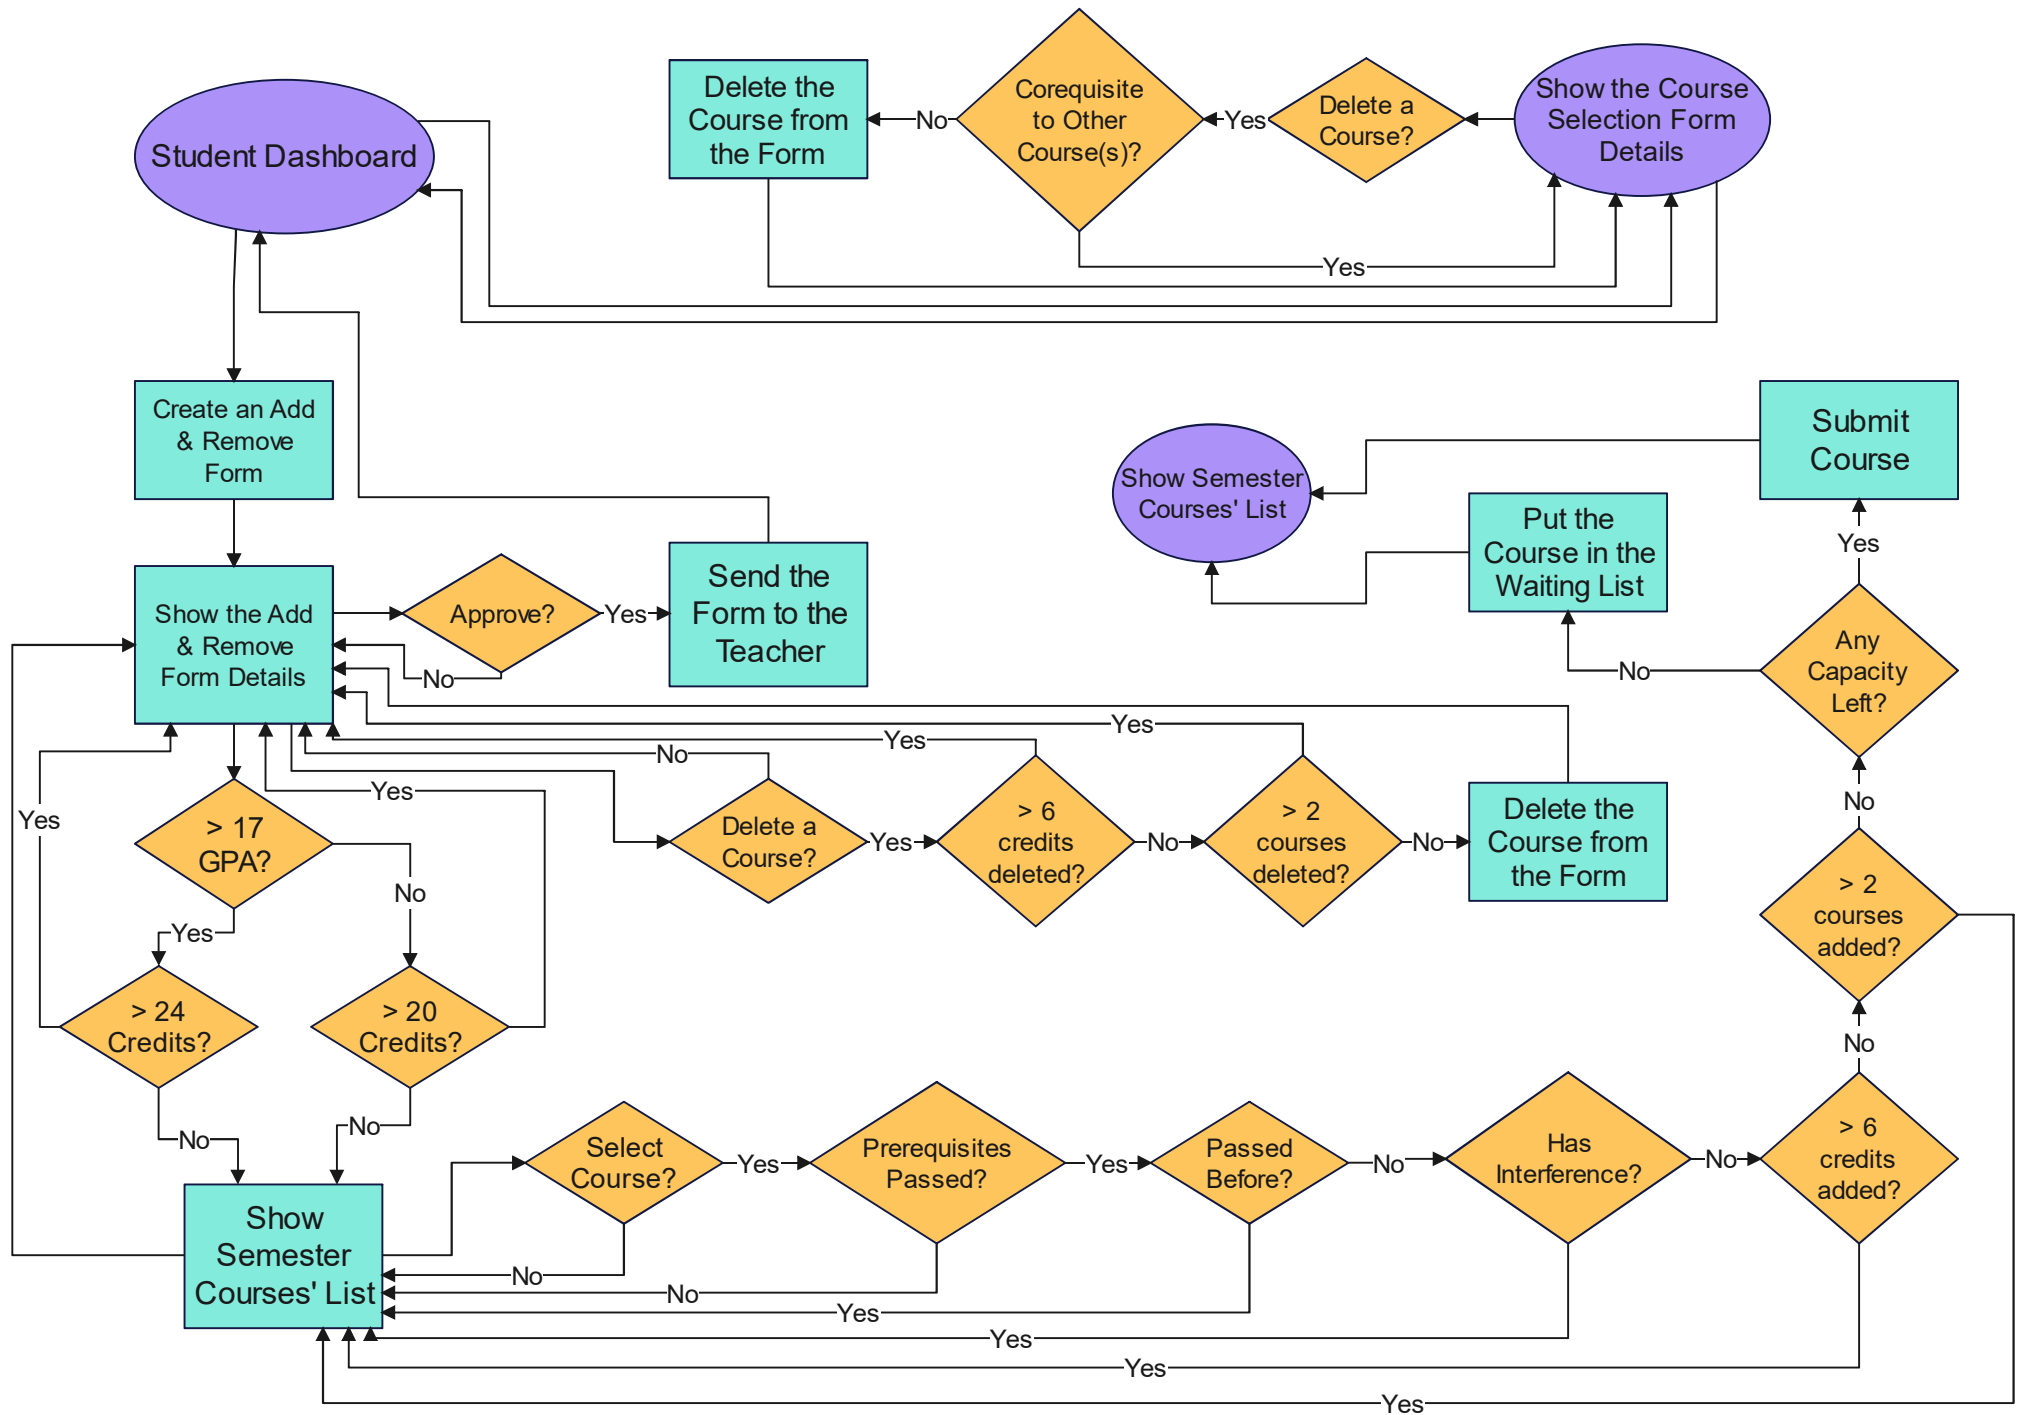 Student Dashboard
Delete the
Course from
the Form
No
Corequisite
to Other
Course(s)?
Yes
Delete a
Course?
Show the Course
Selection Form
Details
Yes
Create an Add
& Remove
Form
Show Semester
Courses' List
Submit
Course
Put the
Course in the
Waiting List
Yes
Show the Add
& Remove
Form Details
Approve?
Yes
Send the
Form to the
Teacher
No
No
Any
Capacity
Left?
Yes
Yes
No
Yes
Yes
> 17
GPA?
No
Yes
Delete a
Course?
Yes
> 6
credits
deleted?
No
> 2
courses
deleted?
No
Delete the
Course from
the Form
No
> 2
courses
added?
> 24
Credits?
> 20
Credits?
No
No
No
Select
Course?
Yes
Prerequisites
Passed?
Yes
Passed
Before?
No
Has
Interference?
No
> 6
credits
added?
Show
Semester
Courses' List
No
No
Yes
Yes
Yes
Yes